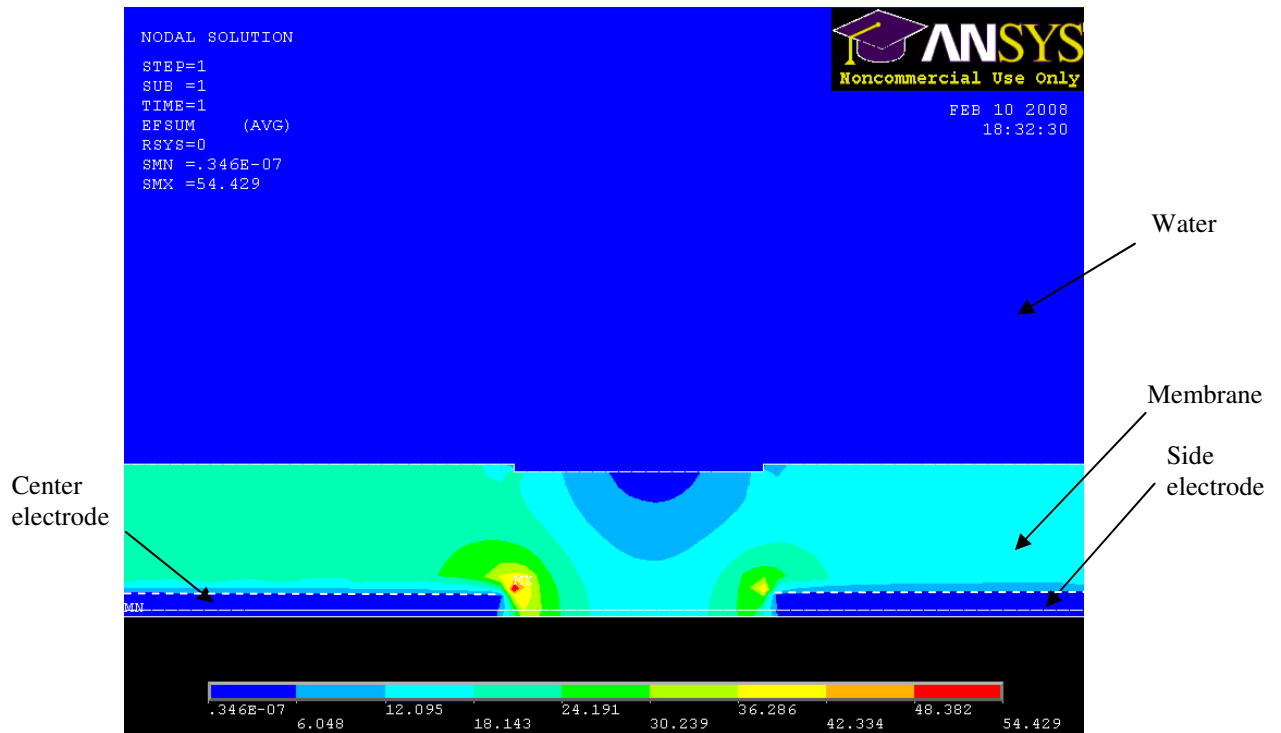 NODAL SOLUTION
STEP=1
SUB =1
TIME=1
EFSUM (AVG)
RSYS=0
SMN =.346E-07
SMX =54.429
ANSYS
Noncommercial Use Only
FEB 10 2008
18:32:30
Water
Membrane
Side
electrode
Center
electrode
MX
MN
.346E-07 12.095 24.191 36.286 48.382
6.048 18.143 30.239 42.334 54.429